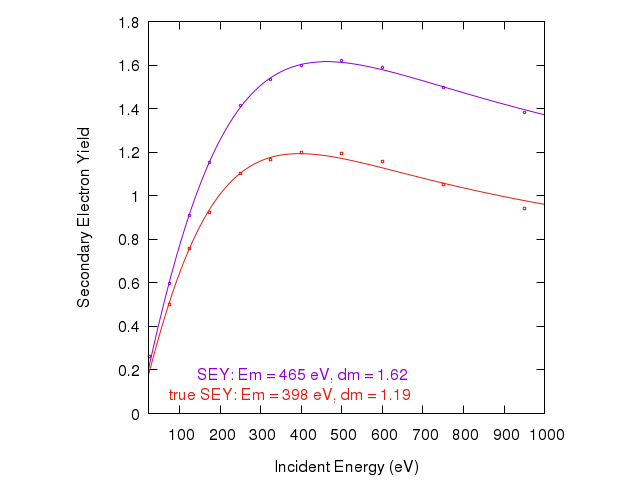 1.8
1.6
1.4
1.2
1
0.8
0.6
0.4
0.2
0
Secondary Electron Yield
SEY: Em = 465 eV, dm = 1.62
true SEY: Em = 398 eV, dm = 1.19
100 200 300 400 500 600 700 800 900 1000
Incident Energy (eV)